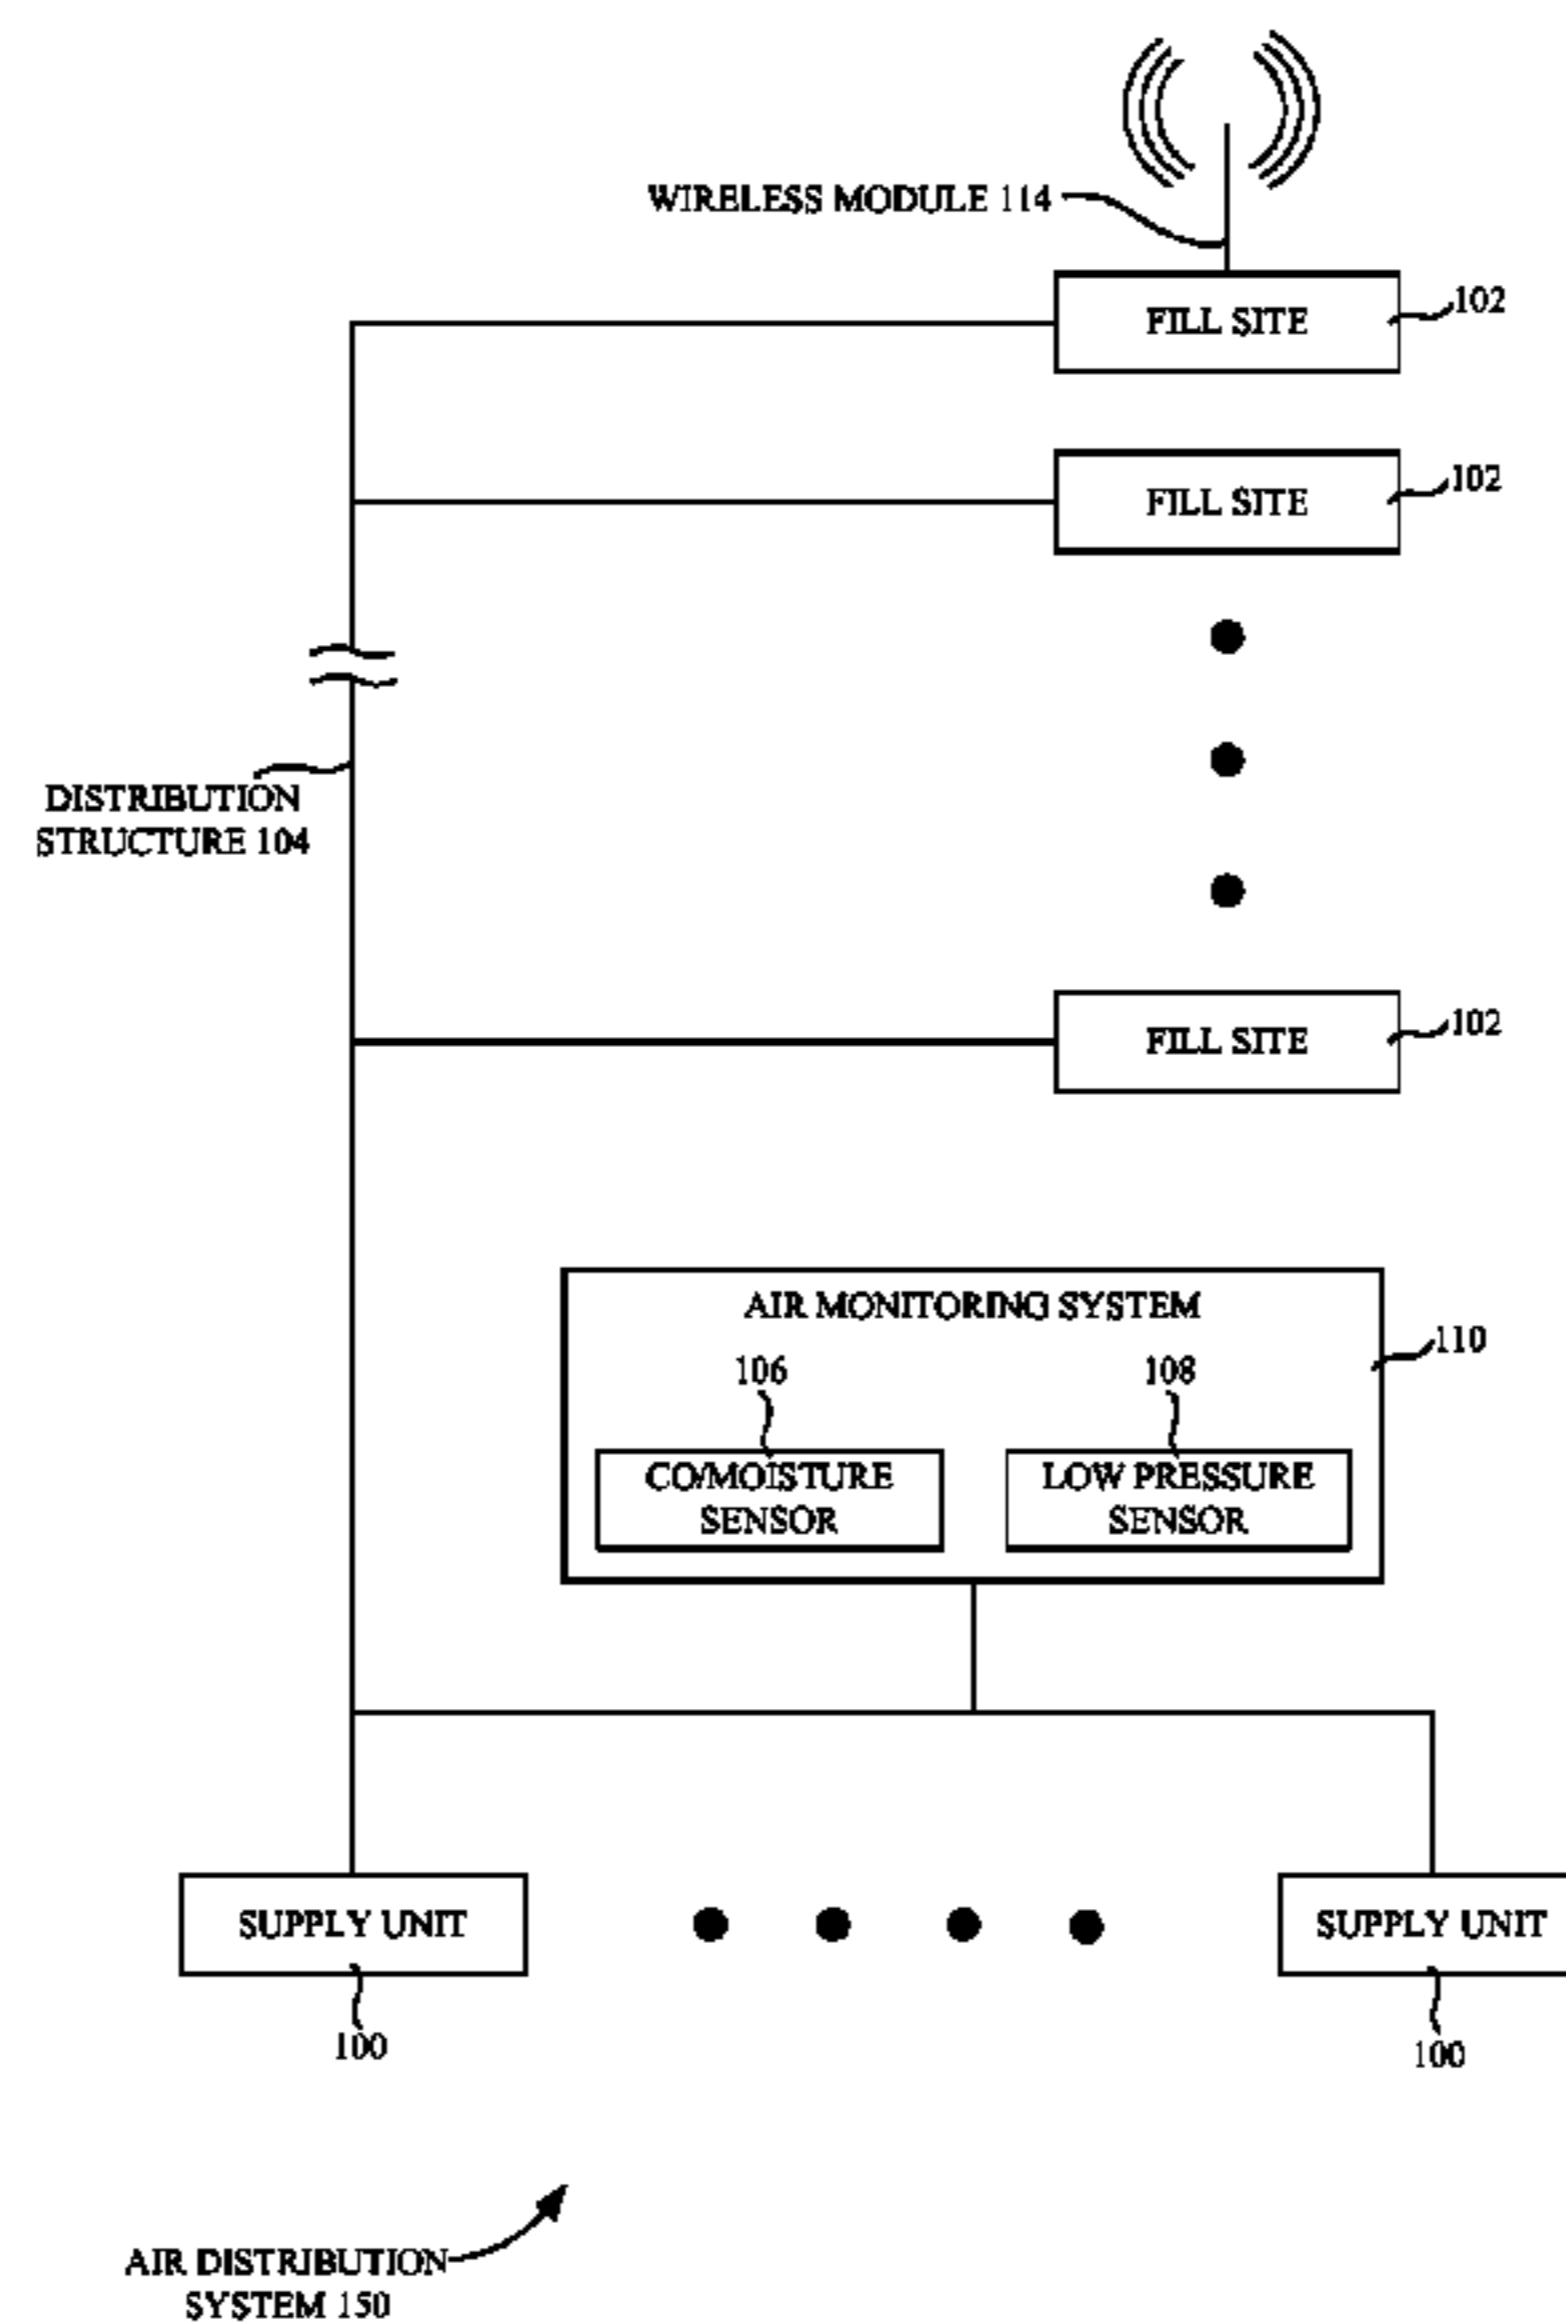 WIRELESS MODULE 114
FILL SITE
102
FILL SITE
102
DISTRIBUTION
STRUCTURE 104
FILL SITE
102
AIR MONITORING SYSTEM
110
106
108
CO/MOISTURE
SENSOR
LOW PRESSURE
SENSOR
SUPPLY UNIT
SUPPLY UNIT
100
100
AIR DISTRIBUTION
SYSTEM 150